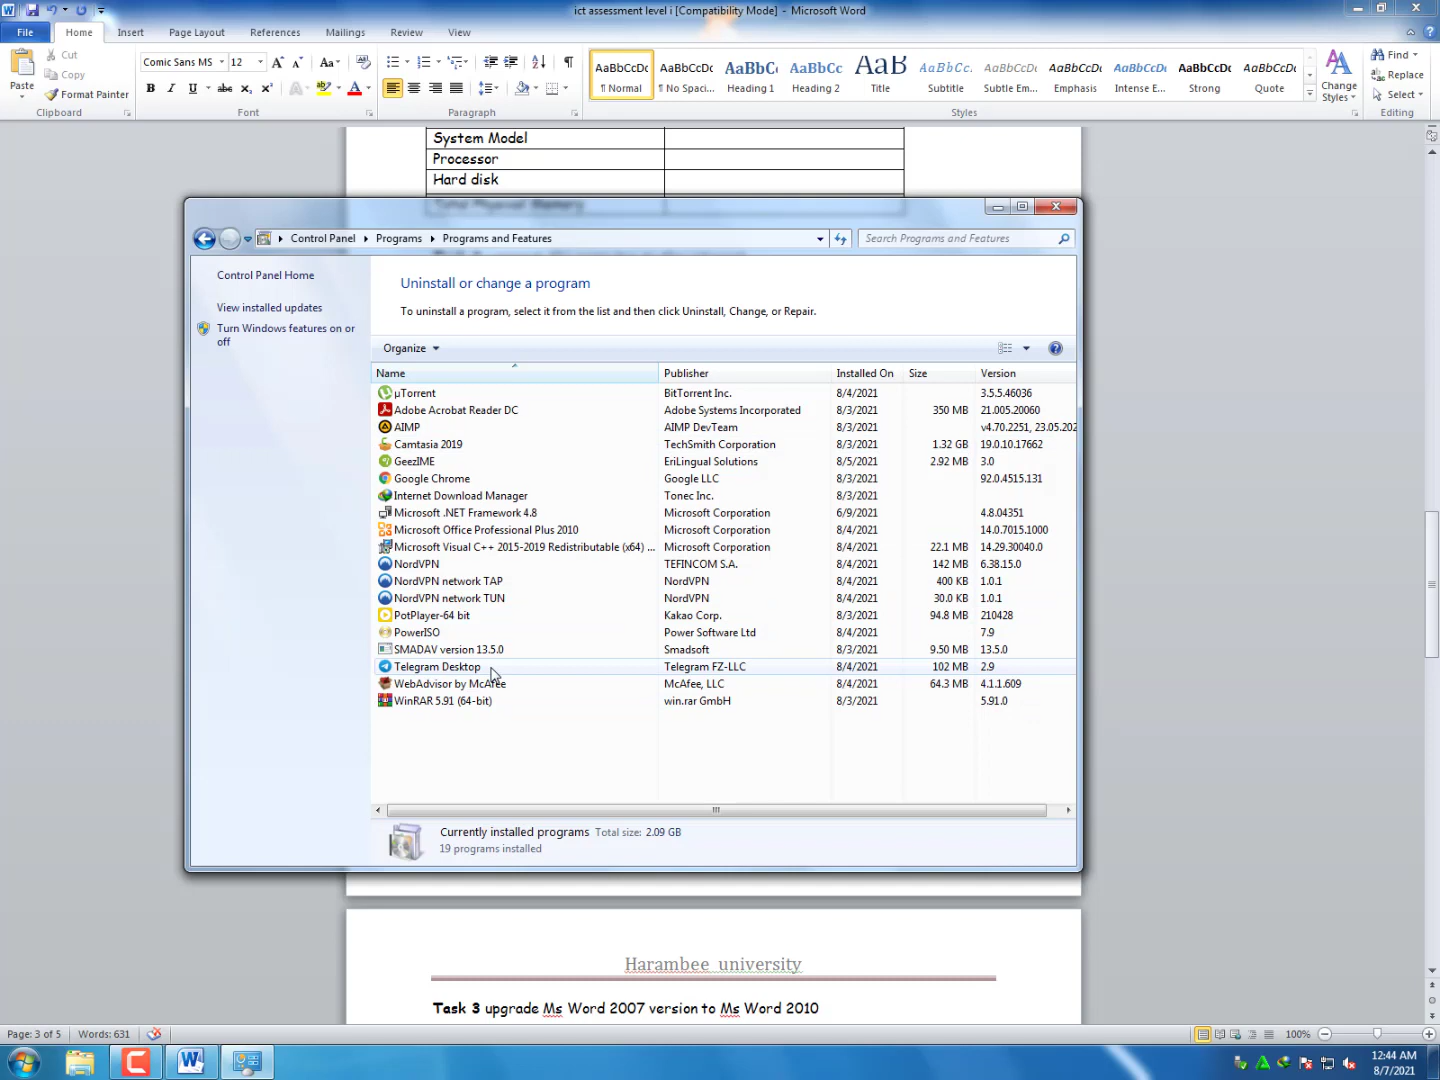 ict assessment level i [Compatibility Mode] - Microsoft Word
File Home Insert Page Layout References Mailings Review View
Paste
Cut
Copy
Format Painter
Clipboard
Comic Sans MS 12
Font
Paragraph
AaBbCcDc AaBbCcDc AaBbC AaBbCc AaB AaBbCc. AaBbCcDc AaBbCcDc AaBbCcDc AaBbCcDc AaBbCcDc
¶ Normal ¶ No Spaci... Heading 1 Heading 2 Title Subtitle Subtle Em... Emphasis Intense E... Strong Quote
Styles
Change Styles
Find
Replace
Select
Editing
System Model
Processor
Hard disk
Total Physical Memory
Control Panel Programs Programs and Features
Search Programs and Features
Control Panel Home
View installed updates
Turn Windows features on or
off
Uninstall or change a program
To uninstall a program, select it from the list and then click Uninstall, Change, or Repair.
Organize
Name Publisher Installed On Size Version
µTorrent BitTorrent Inc. 8/4/2021 3.5.5.46036
Adobe Acrobat Reader DC Adobe Systems Incorporated 8/3/2021 350 MB 21.005.20060
AIMP AIMP DevTeam 8/3/2021 v4.70.2251, 23.05.202
Camtasia 2019 TechSmith Corporation 8/3/2021 1.32 GB 19.0.10.17662
GeezIME EriLingual Solutions 8/5/2021 2.92 MB 3.0
Google Chrome Google LLC 8/3/2021 92.0.4515.131
Internet Download Manager Tonec Inc. 8/3/2021
Microsoft .NET Framework 4.8 Microsoft Corporation 6/9/2021 4.8.04351
Microsoft Office Professional Plus 2010 Microsoft Corporation 8/4/2021 14.0.7015.1000
Microsoft Visual C++ 2015-2019 Redistributable (x64) ... Microsoft Corporation 8/4/2021 22.1 MB 14.29.30040.0
NordVPN TEFINCOM S.A. 8/4/2021 142 MB 6.38.15.0
NordVPN network TAP NordVPN 8/4/2021 400 KB 1.0.1
NordVPN network TUN NordVPN 8/4/2021 30.0 KB 1.0.1
PotPlayer-64 bit Kakao Corp. 8/3/2021 94.8 MB 210428
PowerISO Power Software Ltd 8/4/2021 7.9
SMADAV version 13.5.0 Smadsoft 8/3/2021 9.50 MB 13.5.0
Telegram Desktop Telegram FZ-LLC 8/4/2021 102 MB 2.9
WebAdvisor by McAfee McAfee, LLC 8/4/2021 64.3 MB 4.1.1.609
WinRAR 5.91 (64-bit) win.rar GmbH 8/3/2021 5.91.0
Currently installed programs Total size: 2.09 GB
19 programs installed
Harambee university
Task 3 upgrade Ms Word 2007 version to Ms Word 2010
Page: 3 of 5 Words: 631 100%
12:44 AM
8/7/2021